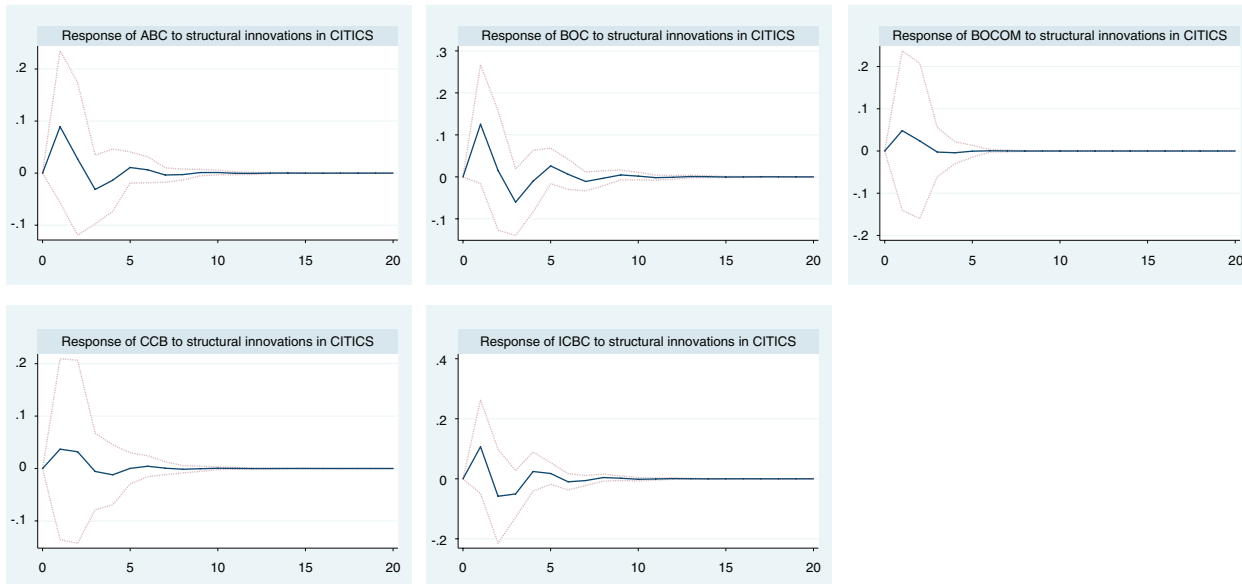 Response of ABC to structural innovations in CITICS
.2
.1
0
-.1
0 5 10 15 20
Response of BOC to structural innovations in CITICS
0.3
.2
0.1
0
-.1
0 5 10 15 20
Response of BOCOM to structural innovations in CITICS
.2
.1
0
-.1
-.2
0 5 10 15 20
Response of CCB to structural innovations in CITICS
.2
.1
0
-.1
0 5 10 15 20
Response of ICBC to structural innovations in CITICS
.4
.2
0
-.2
0 5 10 15 20